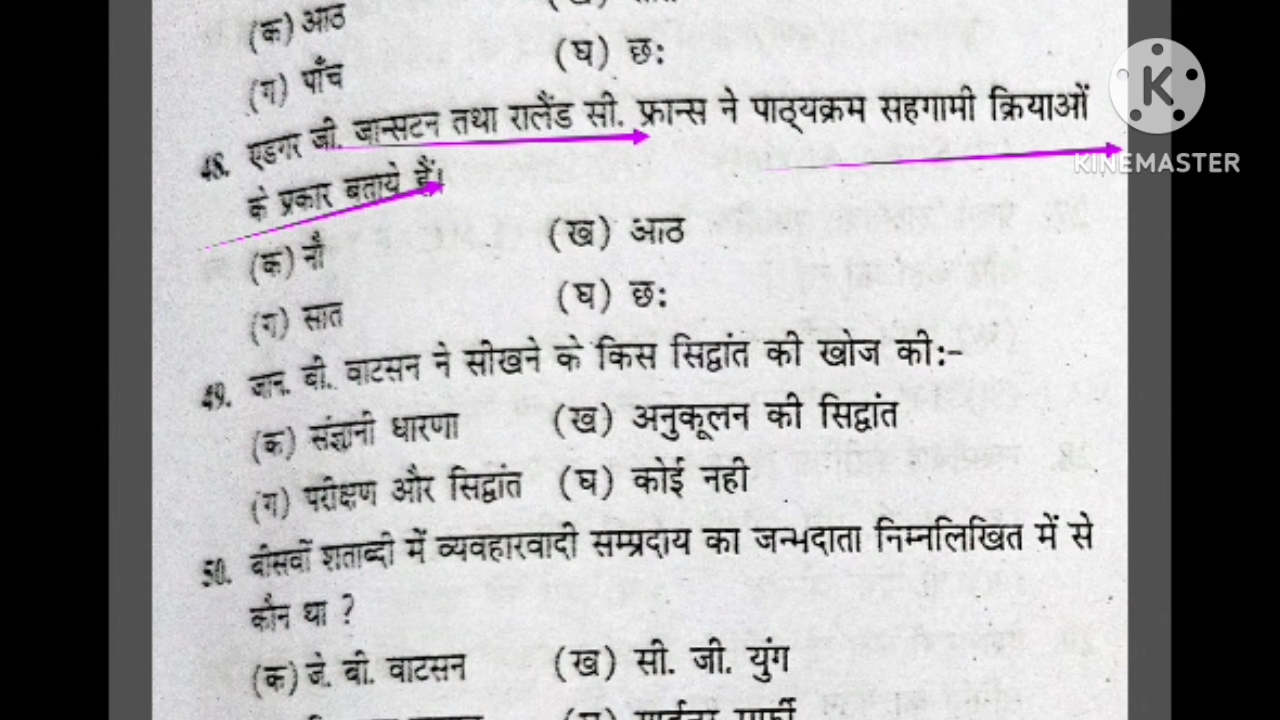 (क) आठ
(ग) पाँच (घ) छः
48. एडगर जी. जान्सटन तथा रालैंड सी. फ्रान्स ने पाठ्यक्रम सहगामी क्रियाओं
के प्रकार बताये हैं।
(क) नौ (ख) आठ
(ग) सात (घ) छः
49. जान. बी. वाटसन ने सीखने के किस सिद्वांत की खोज की:-
(क) संज्ञानी धारणा (ख) अनुकूलन की सिद्वांत
(ग) परीक्षण और सिद्वांत (घ) कोई नही
50. बीसवीं शताब्दी में व्यवहारवादी सम्प्रदाय का जन्मदाता निम्नलिखित में से
कौन था ?
(क) जे. बी. वाटसन (ख) सी. जी. युंग
K
KINEMASTER